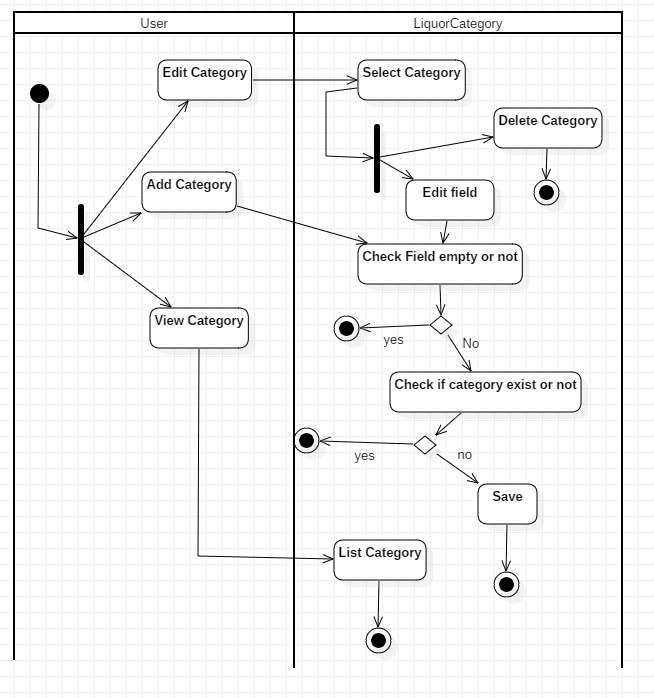 User
LiquorCategory
Edit Category
Select Category
Delete Category
Add Category
Edit field
Check Field empty or not
View Category
yes
No
Check if category exist or not
yes
no
Save
List Category